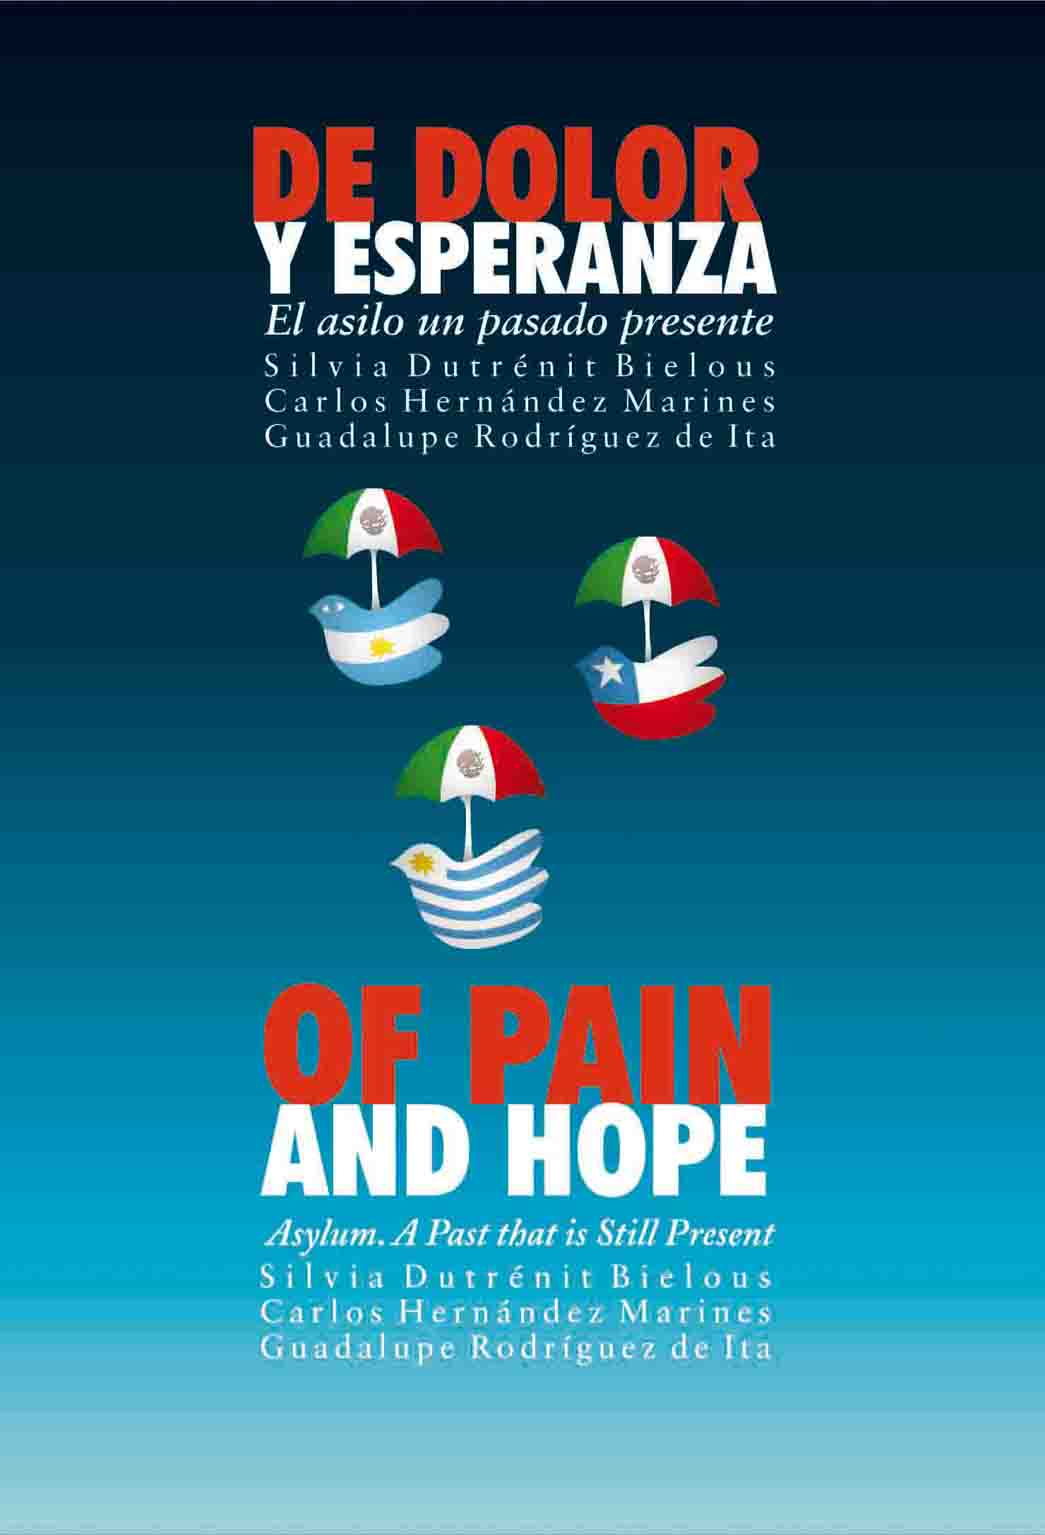 DE DOLOR
Y ESPERANZA
El asilo un pasado presente
Silvia Dutrénit Bielous
Carlos Hernández Marines
Guadalupe Rodríguez de Ita
OF PAIN
AND HOPE
Asylum. A Past that is Still Present
Silvia Dutrénit Bielous
Carlos Hernández Marines
Guadalupe Rodríguez de Ita